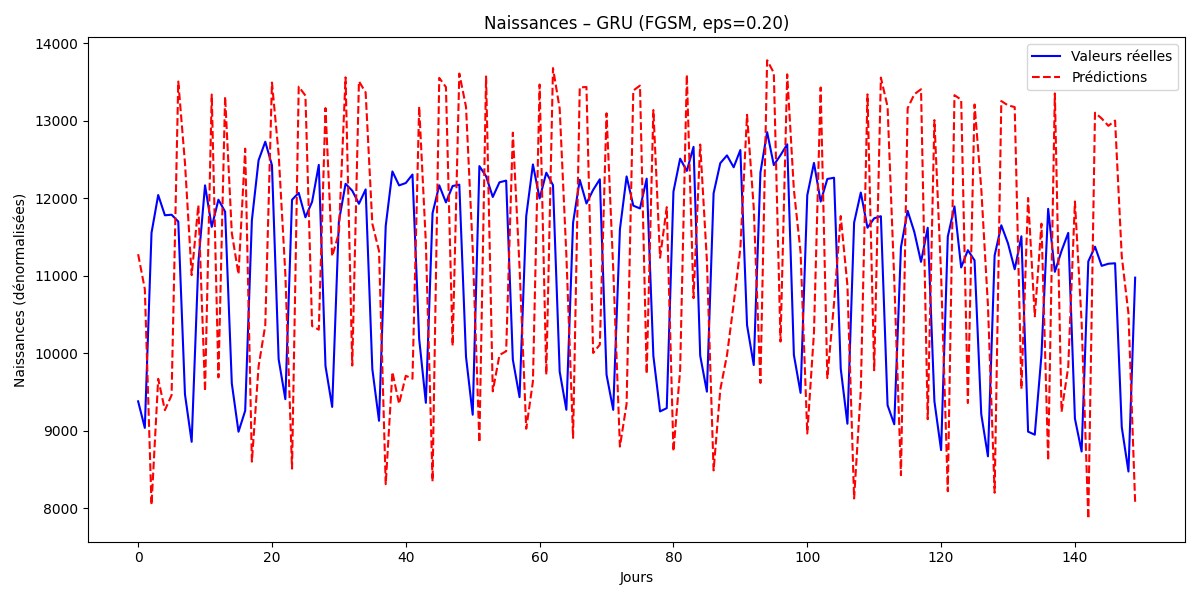 Naissances – GRU (FGSM, eps=0.20)
Valeurs réelles
Prédictions
Naissances (dénormalisées)
14000
13000
12000
11000
10000
9000
8000
0 20 40 60 80 100 120 140
Jours